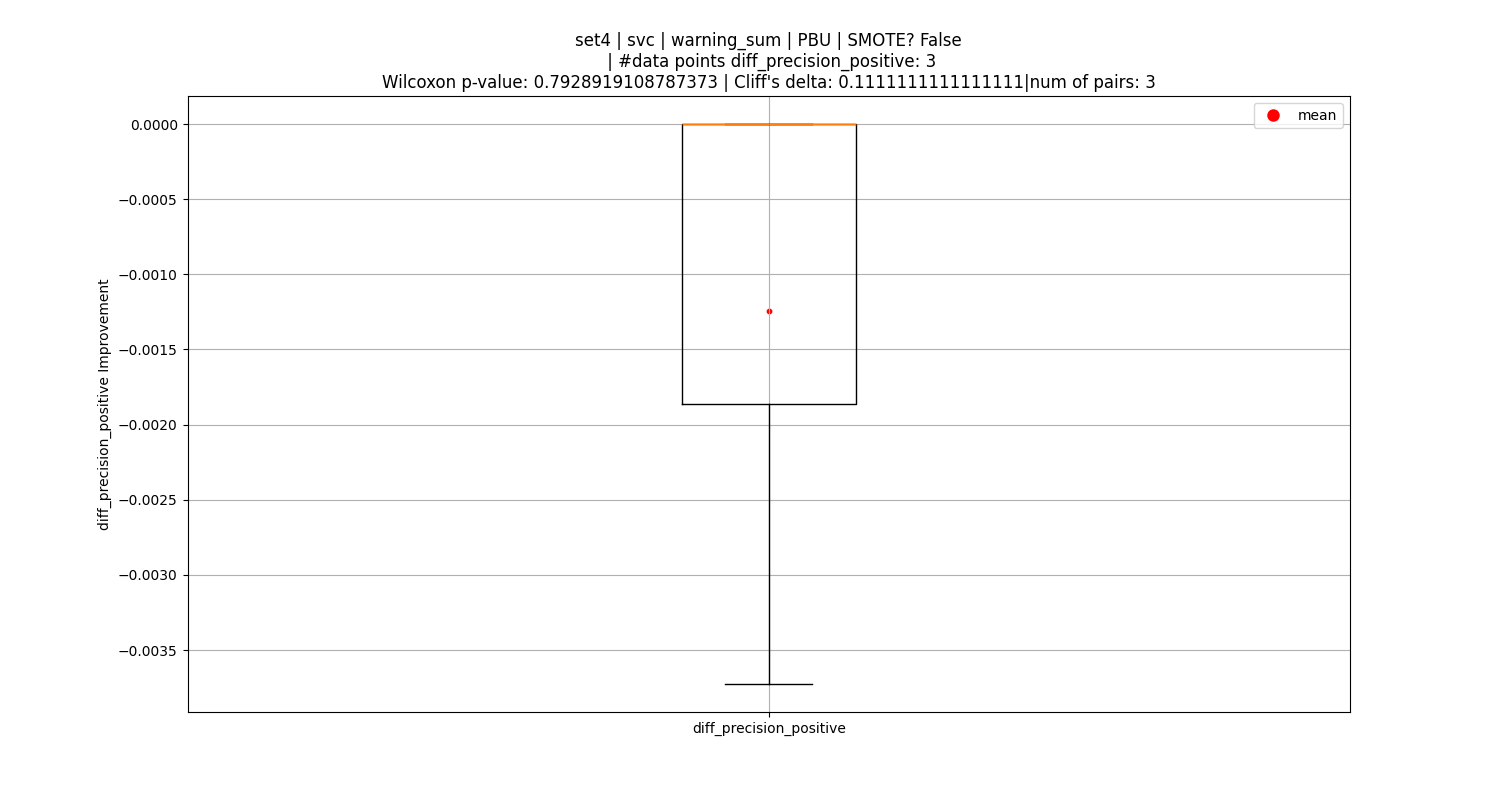 set4 | svc | warning_sum | PBU | SMOTE? False
| #data points diff_precision_positive: 3
Wilcoxon p-value: 0.7928919108787373 | Cliff's delta: 0.1111111111111111|num of pairs: 3
mean
0.0000
−0.0005
−0.0010
−0.0015
−0.0020
−0.0025
−0.0030
−0.0035
diff_precision_positive Improvement
diff_precision_positive